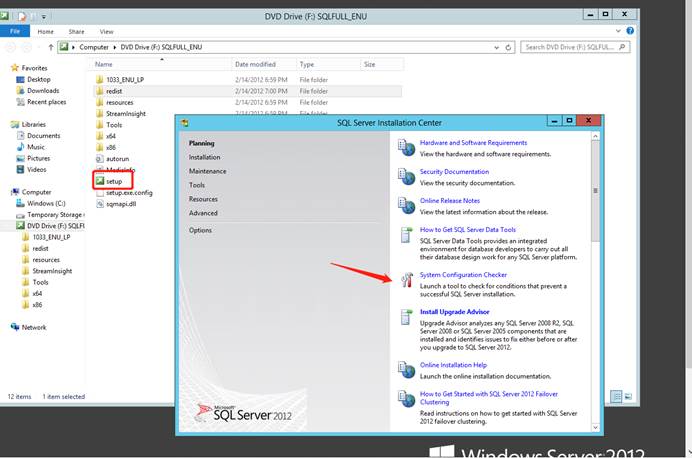 DVD Drive (F:) SQLFULL_ENU
File Home Share View
Computer DVD Drive (F:) SQLFULL_ENU
Search DVD Drive (F:) SQLFUL...
Name Date modified Type Size
Favorites
Desktop
Downloads
Recent places
Libraries
Documents
Music
Pictures
Videos
Computer
Windows (C:)
Temporary Storage
DVD Drive (F:) SQLFU
1033_ENU_LP
redist
resources
StreamInsight
Tools
x64
x86
Network
1033_ENU_LP 2/14/2012 6:59 PM File folder
redist 2/14/2012 7:00 PM File folder
resources 2/14/2012 6:59 PM File folder
StreamInsight 2/14/2012 6:59 PM File folder
Tools
x64
x86
autorun
MediaInfo
setup
setup.exe.config
sqmapi.dll
12 items 1 item selected
SQL Server Installation Center
Planning
Installation
Maintenance
Tools
Resources
Advanced
Options
Hardware and Software Requirements
View the hardware and software requirements.
Security Documentation
View the security documentation.
Online Release Notes
View the latest information about the release.
How to Get SQL Server Data Tools
SQL Server Data Tools provides an integrated
environment for database developers to carry out all
their database design work for any SQL Server platform.
System Configuration Checker
Launch a tool to check for conditions that prevent a
successful SQL Server installation.
Install Upgrade Advisor
Upgrade Advisor analyzes any SQL Server 2008 R2, SQL
Server 2008 or SQL Server 2005 components that are
installed and identifies issues to fix either before or after
you upgrade to SQL Server 2012.
Online Installation Help
Launch the online installation documentation.
How to Get Started with SQL Server 2012 Failover
Clustering
Read instructions on how to get started with SQL Server
2012 failover clustering.
Microsoft
SQL Server 2012
Windows Server 2012